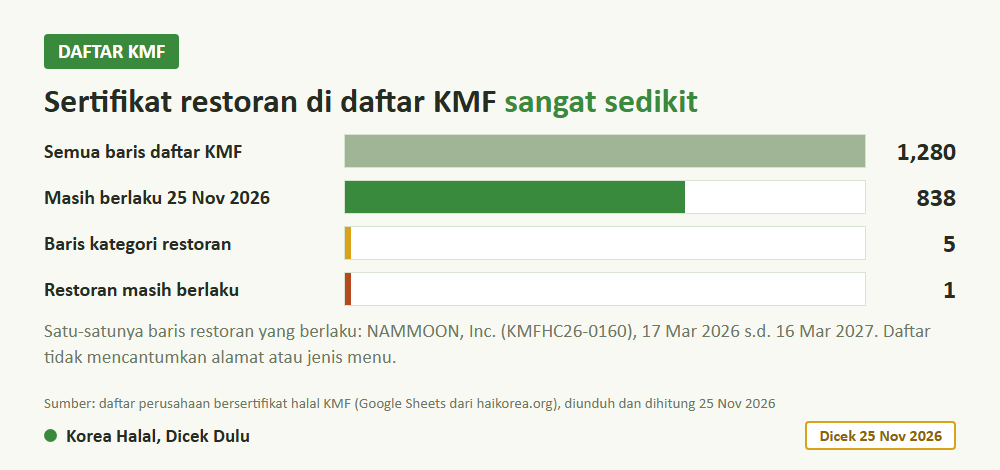 DAFTAR KMF
Sertifikat restoran di daftar KMF sangat sedikit
Semua baris daftar KMF 1,280
Masih berlaku 25 Nov 2026 838
Baris kategori restoran 5
Restoran masih berlaku 1
Satu-satunya baris restoran yang berlaku: NAMMOON, Inc. (KMFHC26-0160), 17 Mar 2026 s.d. 16 Mar 2027. Daftar
tidak mencantumkan alamat atau jenis menu.
Sumber: daftar perusahaan bersertifikat halal KMF (Google Sheets dari haikorea.org), diunduh dan dihitung 25 Nov 2026
Korea Halal, Dicek Dulu
Dicek 25 Nov 2026